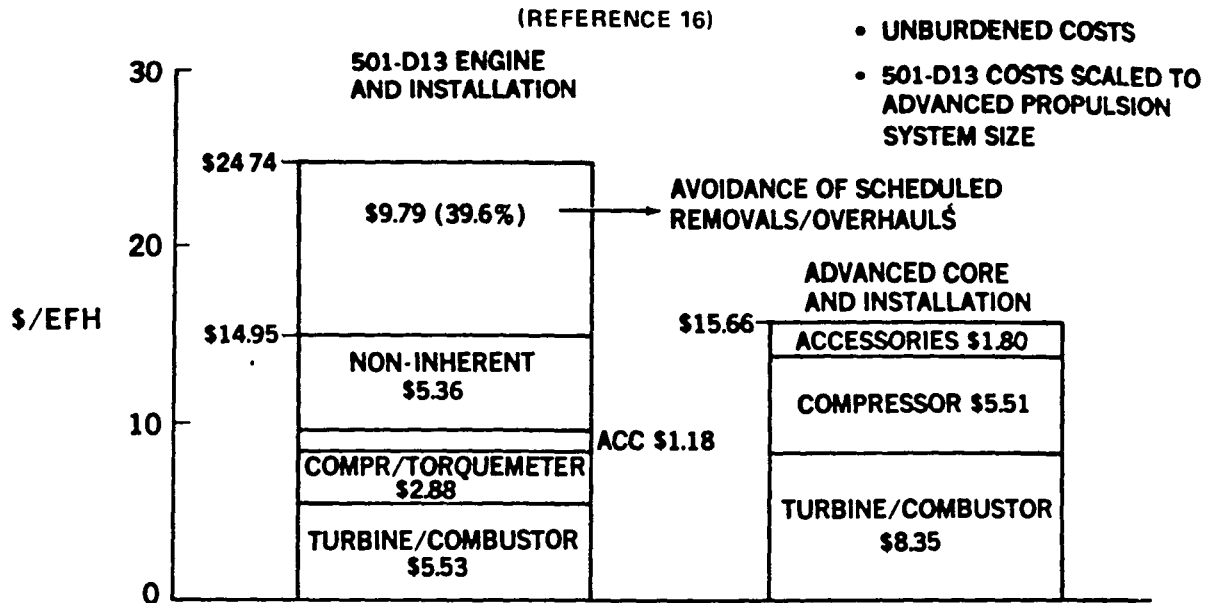 (REFERENCE 16)
• UNBURDENED COSTS
• 501-D13 COSTS SCALED TO
ADVANCED PROPULSION
SYSTEM SIZE
501-D13 ENGINE
AND INSTALLATION
30
20
10
0
$/EFH
$24 74
$9.79 (39.6%)
AVOIDANCE OF SCHEDULED
REMOVALS/OVERHAULS
$14.95
NON-INHERENT
$5.36
ACC $1.18
COMPR/TORQUEMETER
$2.88
TURBINE/COMBUSTOR
$5.53
ADVANCED CORE
AND INSTALLATION
$15.66
ACCESSORIES $1.80
COMPRESSOR $5.51
TURBINE/COMBUSTOR
$8.35